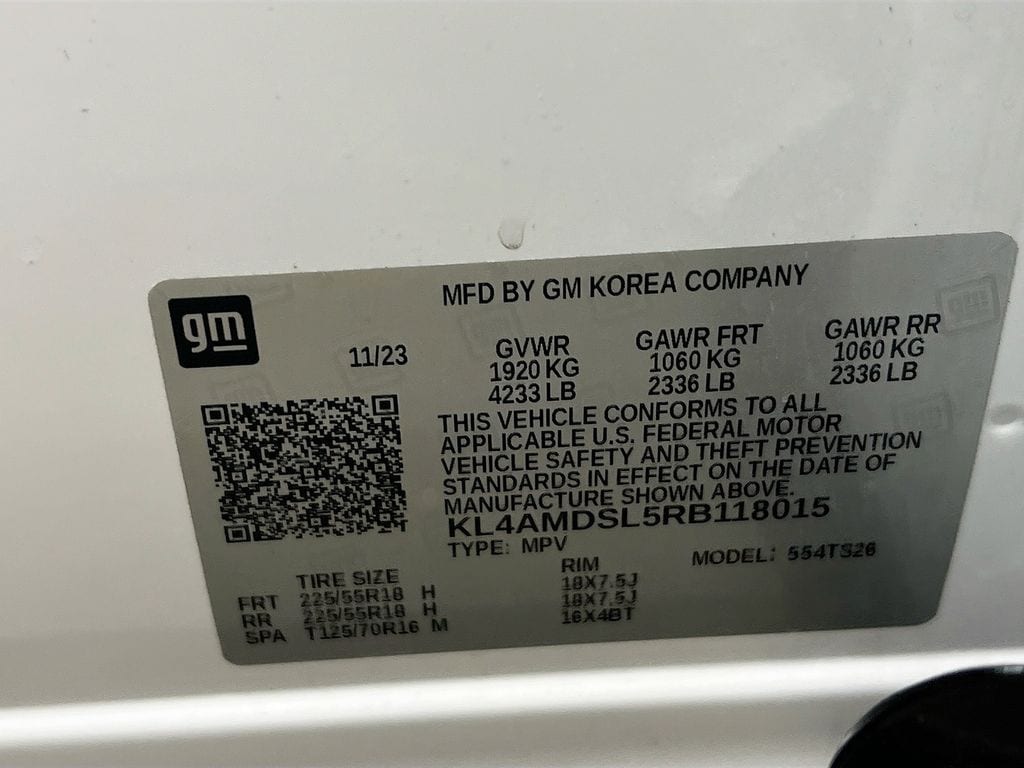 gm
MFD BY GM KOREA COMPANY
11/23
GVWR
1920 KG
4233 LB
GAWR FRT
1060 KG
2336 LB
GAWR RR
1060 KG
2336 LB
THIS VEHICLE CONFORMS TO ALL
APPLICABLE U.S. FEDERAL MOTOR
VEHICLE SAFETY AND THEFT PREVENTION
STANDARDS IN EFFECT ON THE DATE OF
MANUFACTURE SHOWN ABOVE.
KL4AMDSL5RB118015
TYPE: MPV
MODEL: 554TS26
TIRE SIZE RIM
FRT 225/55R18 H 18X7.5J
RR 225/55R18 H 18X7.5J
SPA T125/70R16 M 16X4BT